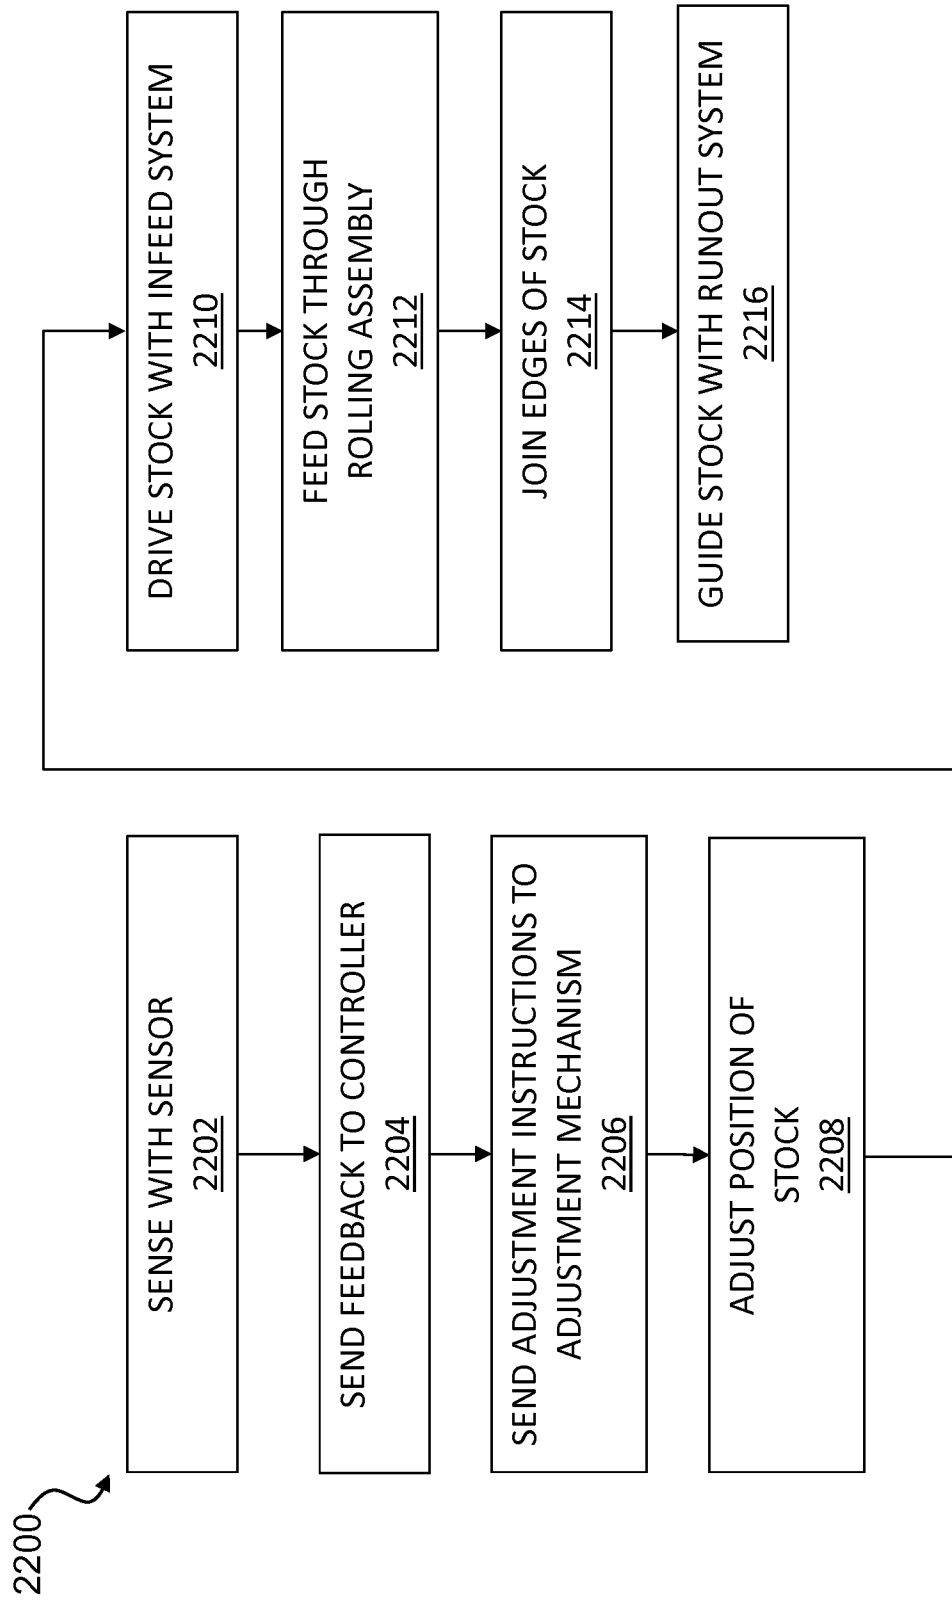 2200
SENSE WITH SENSOR
2202
SEND FEEDBACK TO CONTROLLER
2204
SEND ADJUSTMENT INSTRUCTIONS TO
ADJUSTMENT MECHANISM
2206
ADJUST POSITION OF
STOCK
2208
DRIVE STOCK WITH INFEED SYSTEM
2210
FEED STOCK THROUGH
ROLLING ASSEMBLY
2212
JOIN EDGES OF STOCK
2214
GUIDE STOCK WITH RUNOUT SYSTEM
2216